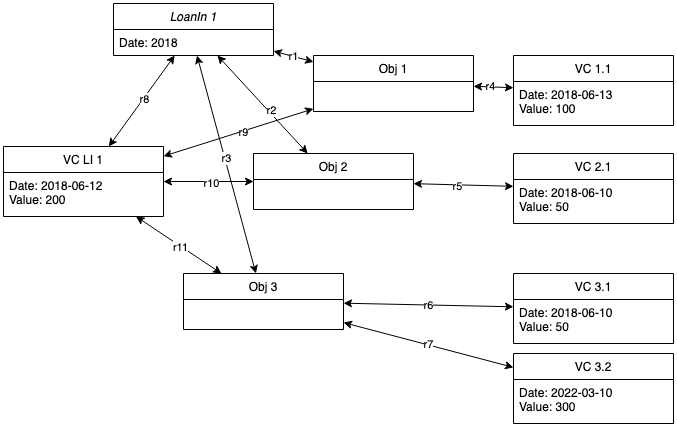 LoanIn 1
Date: 2018
r1
Obj 1
r4
VC 1.1
Date: 2018-06-13
Value: 100
r8
r2
r9
r3
VC LI 1
Date: 2018-06-12
Value: 200
r10
Obj 2
r5
VC 2.1
Date: 2018-06-10
Value: 50
r11
Obj 3
r6
VC 3.1
Date: 2018-06-10
Value: 50
r7
VC 3.2
Date: 2022-03-10
Value: 300